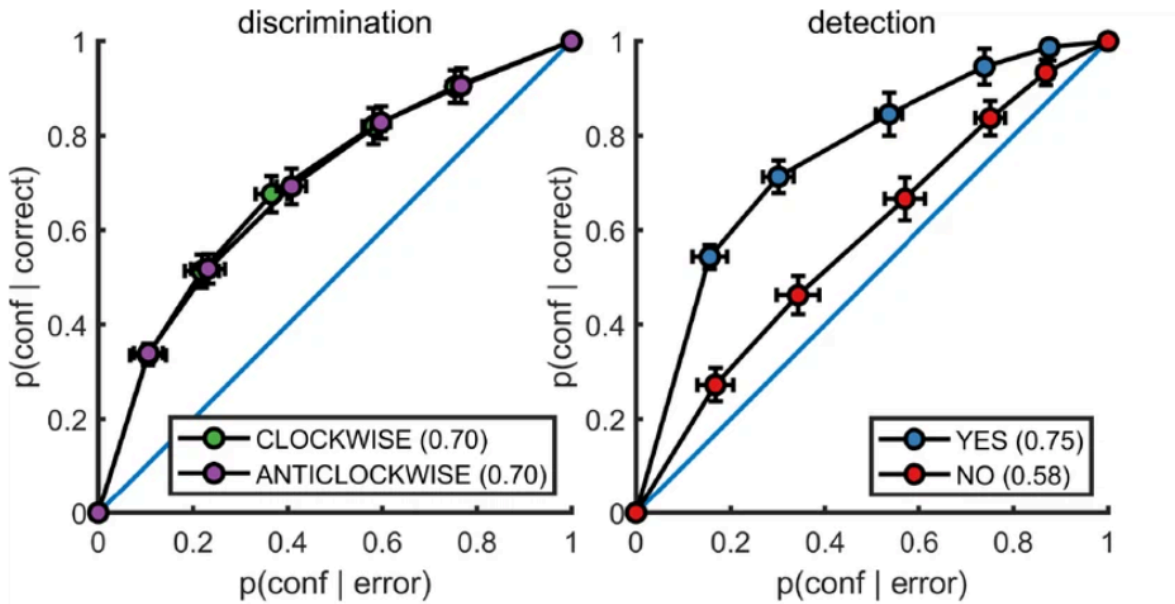 discrimination
p(conf | correct)
1
0.8
0.6
0.4
0.2
0
0 0.2 0.4 0.6 0.8 1
p(conf | error)
CLOCKWISE (0.70)
ANTICLOCKWISE (0.70)
detection
p(conf | correct)
1
0.8
0.6
0.4
0.2
0
0 0.2 0.4 0.6 0.8 1
p(conf | error)
YES (0.75)
NO (0.58)